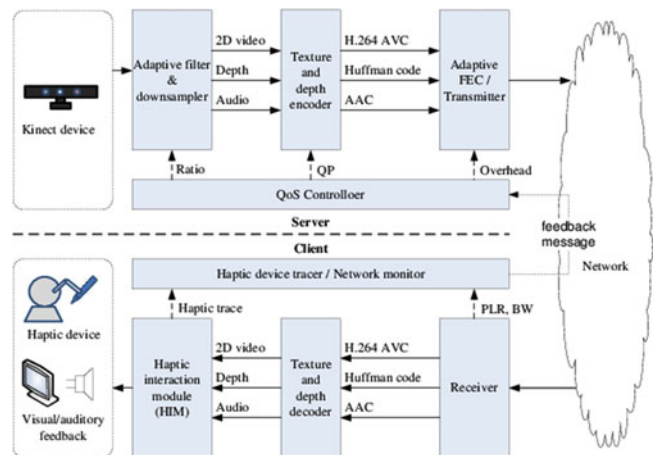 2D video
H.264 AVC
Adaptive filter
&
downsampler
Texture
and
depth
encoder
Adaptive
FEC /
Transmitter
Depth
Huffman code
Audio
AAC
Kinect device
Ratio
QP
Overhead
QoS Controlloer
Server
feedback
message
Client
Network
Haptic device tracer / Network monitor
Haptic trace
PLR, BW
Haptic device
2D video
H.264 AVC
Haptic
interaction
module
(HIM)
Texture
and
depth
decoder
Receiver
Depth
Huffman code
Audio
AAC
Visual/auditory
feedback